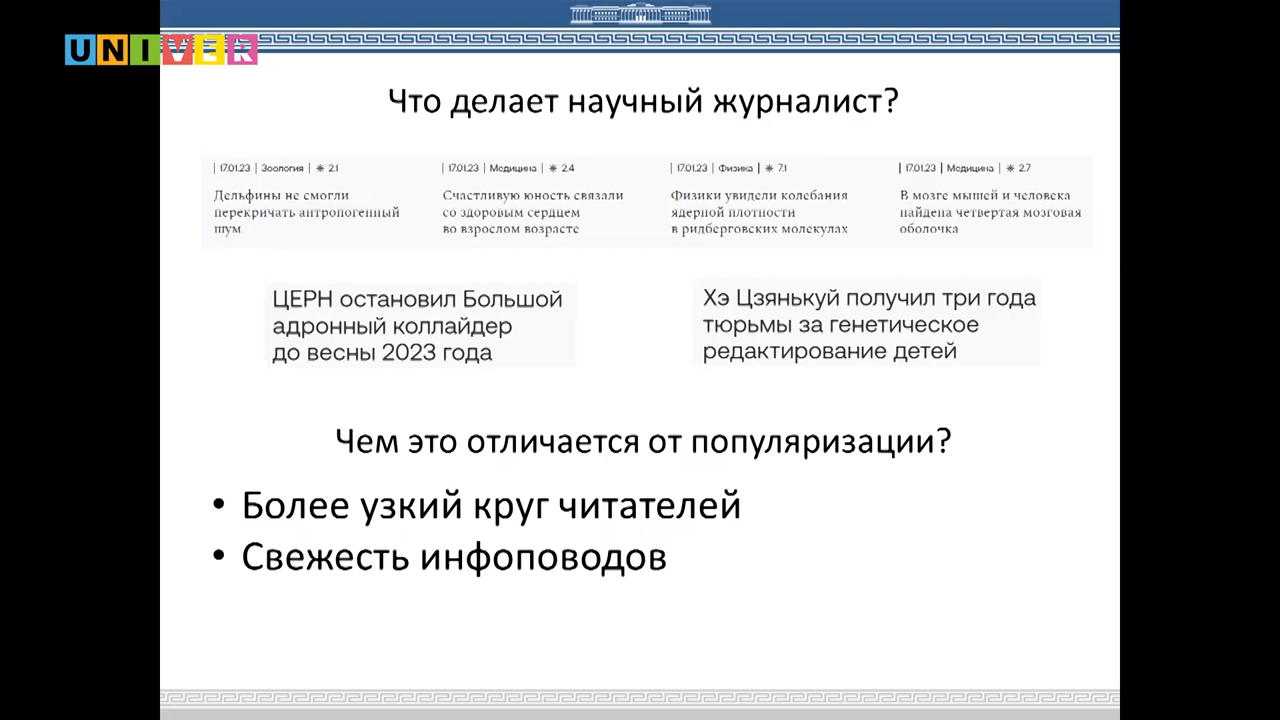 UNIVER
Что делает научный журналист?
| 17.01.23 | Зоология | ✳ 2.1
Дельфины не смогли
перекричать антропогенный
шум
| 17.01.23 | Медицина | ✳ 2.4
Счастливую юность связали
со здоровым сердцем
во взрослом возрасте
| 17.01.23 | Физика | ✳ 7.1
Физики увидели колебания
ядерной плотности
в ридберговских молекулах
| 17.01.23 | Медицина | ✳ 2.7
В мозге мышей и человека
найдена четвертая мозговая
оболочка
ЦЕРН остановил Большой
адронный коллайдер
до весны 2023 года
Хэ Цзянькуй получил три года
тюрьмы за генетическое
редактирование детей
Чем это отличается от популяризации?
• Более узкий круг читателей
• Свежесть инфоповодов